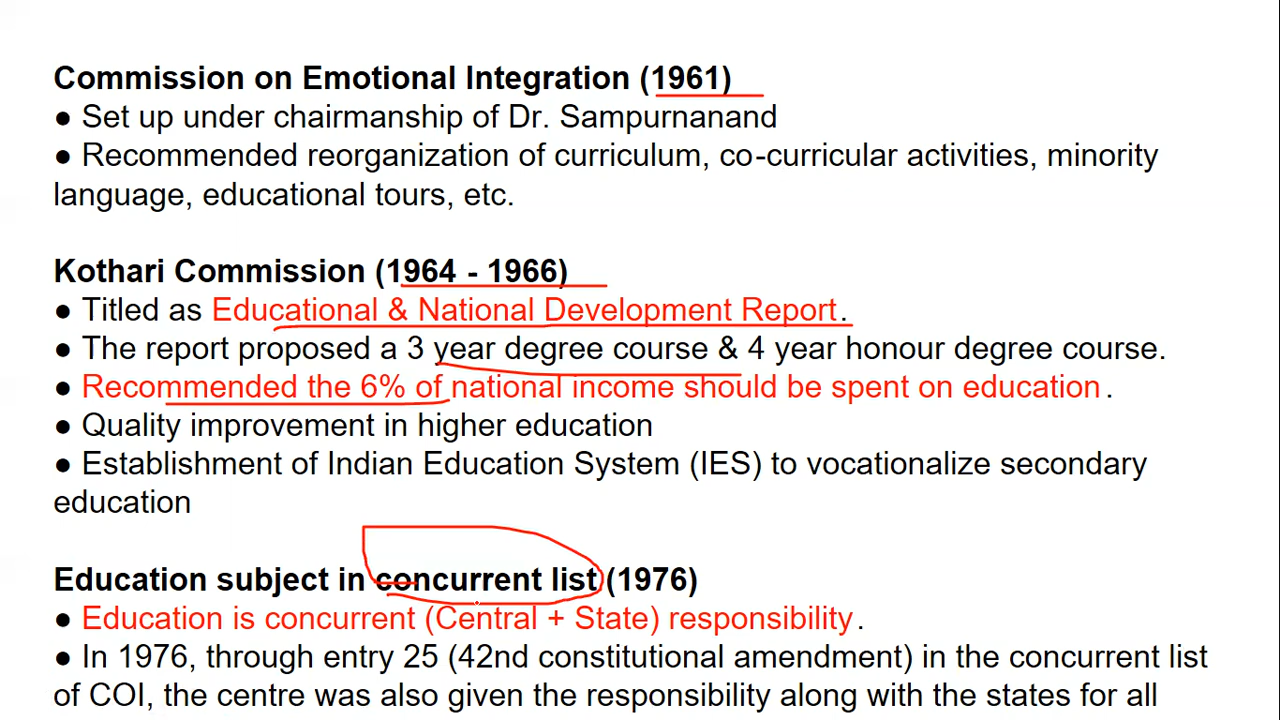 Commission on Emotional Integration (1961)
● Set up under chairmanship of Dr. Sampurnanand
● Recommended reorganization of curriculum, co-curricular activities, minority
language, educational tours, etc.
Kothari Commission (1964 - 1966)
● Titled as Educational & National Development Report.
● The report proposed a 3 year degree course & 4 year honour degree course.
● Recommended the 6% of national income should be spent on education.
● Quality improvement in higher education
● Establishment of Indian Education System (IES) to vocationalize secondary
education
Education subject in concurrent list (1976)
● Education is concurrent (Central + State) responsibility.
● In 1976, through entry 25 (42nd constitutional amendment) in the concurrent list
of COI, the centre was also given the responsibility along with the states for all